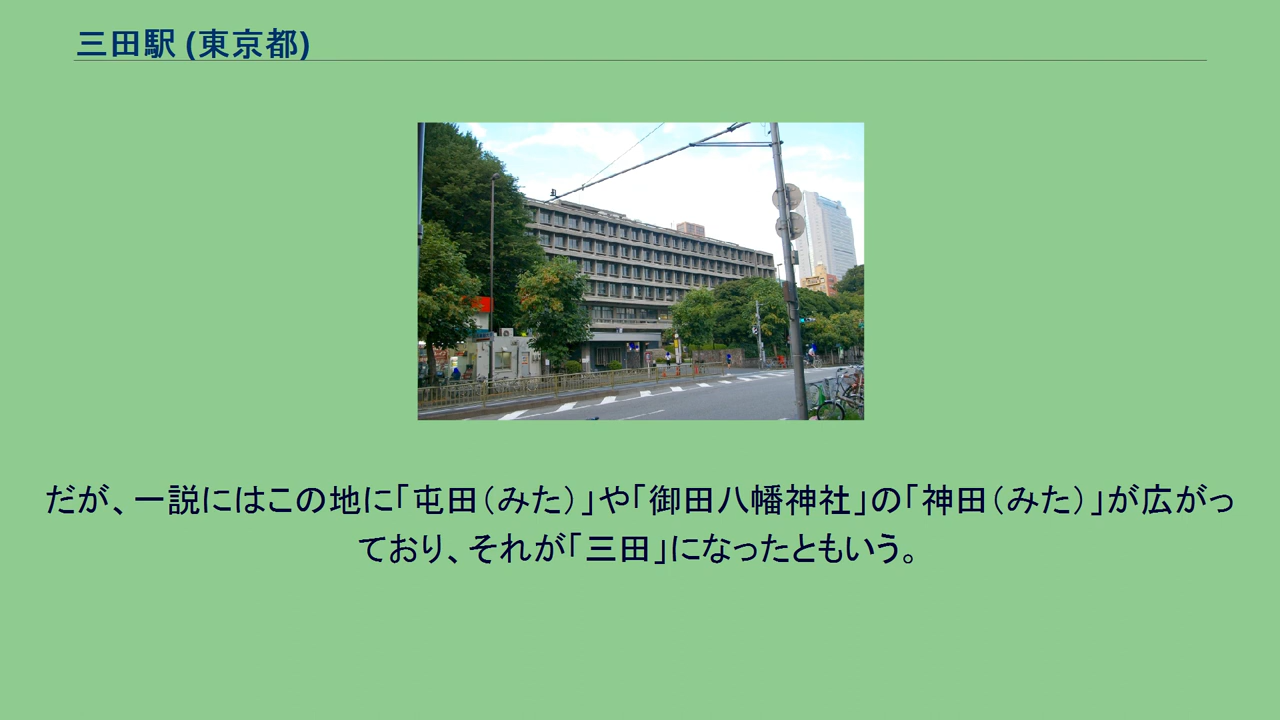 三田駅 (東京都)
だが、一説にはこの地に「屯田（みた）」や「御田八幡神社」の「神田（みた）」が広がっ
ており、それが「三田」になったともいう。